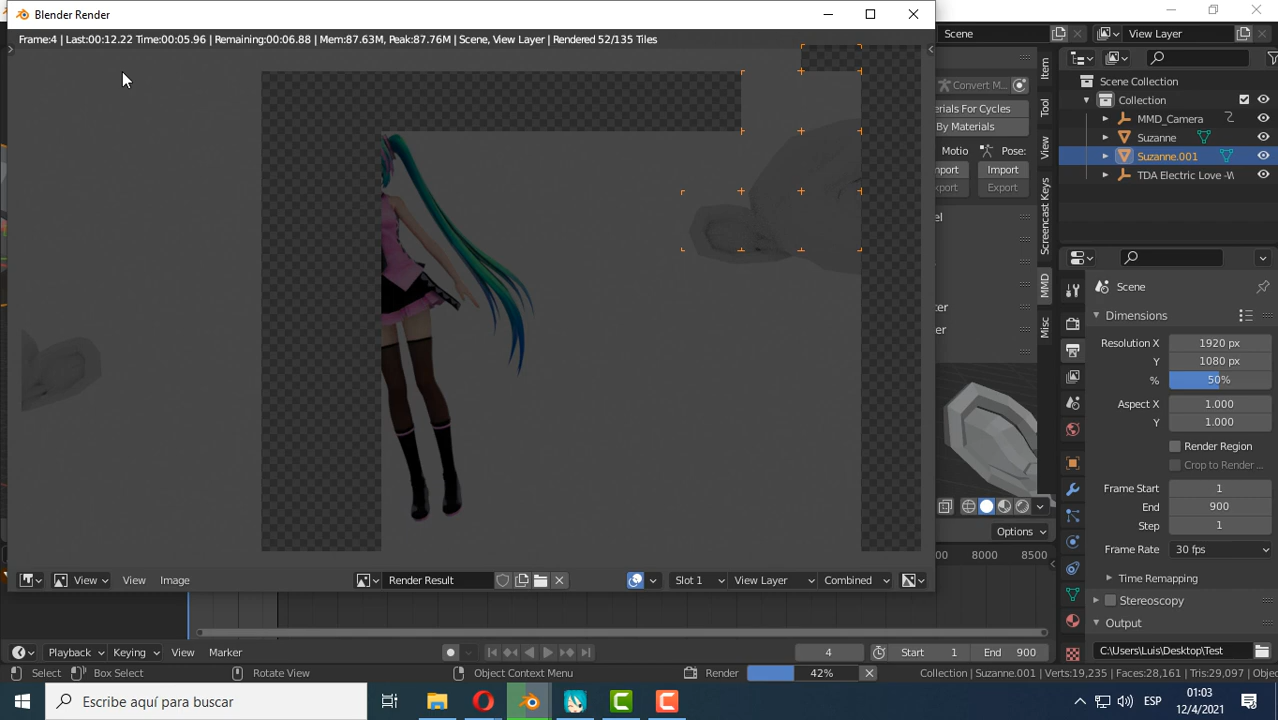 Blender Render
Frame:4 | Last:00:12.22 Time:00:05.96 | Remaining:00:06.88 | Mem:87.63M, Peak:87.76M | Scene, View Layer | Rendered 52/135 Tiles
Scene
View Layer
Scene Collection
Collection
MMD_Camera
Suzanne
Suzanne.001
TDA Electric Love -W
Convert M...
aterials For Cycles
By Materials
Motio
Pose:
mport
Import
xport
Export
el
ter
er
Item
Tool
View
Screencast Keys
MMD
Misc
Options
Scene
Dimensions
Resolution X 1920 px
Y 1080 px
% 50%
Aspect X 1.000
Y 1.000
Render Region
Crop to Render ...
Frame Start 1
End 900
Step 1
Frame Rate 30 fps
Time Remapping
Stereoscopy
Output
C:\Users\Luis\Desktop\Test
View
View
Image
Render Result
Slot 1
View Layer
Combined
8000 8500
Playback
Keying
View
Marker
4
Start 1
End 900
Select
Box Select
Rotate View
Object Context Menu
Render
42%
Collection | Suzanne.001 | Verts:19,235 | Faces:28,161 | Tris:29,097 | Obje
Escribe aquí para buscar
ESP
01:03
12/4/2021